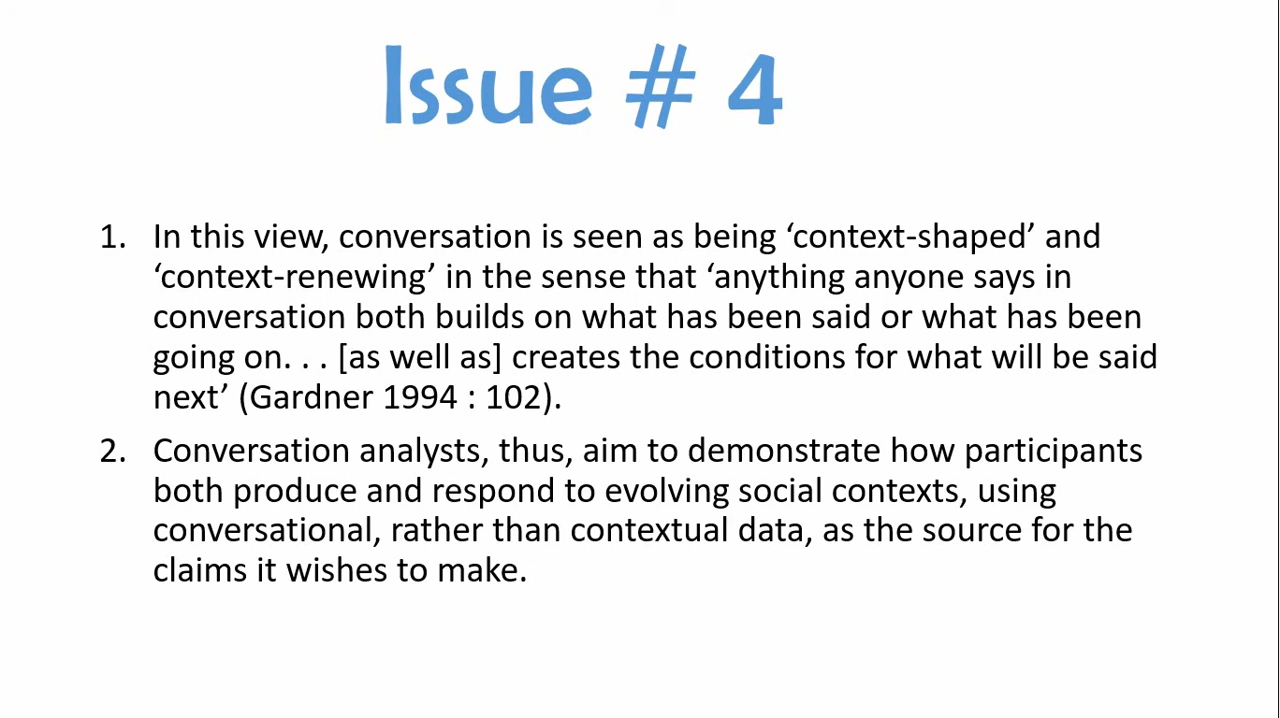 Issue # 4
1. In this view, conversation is seen as being ‘context-shaped’ and
‘context-renewing’ in the sense that ‘anything anyone says in
conversation both builds on what has been said or what has been
going on. . . [as well as] creates the conditions for what will be said
next’ (Gardner 1994 : 102).
2. Conversation analysts, thus, aim to demonstrate how participants
both produce and respond to evolving social contexts, using
conversational, rather than contextual data, as the source for the
claims it wishes to make.